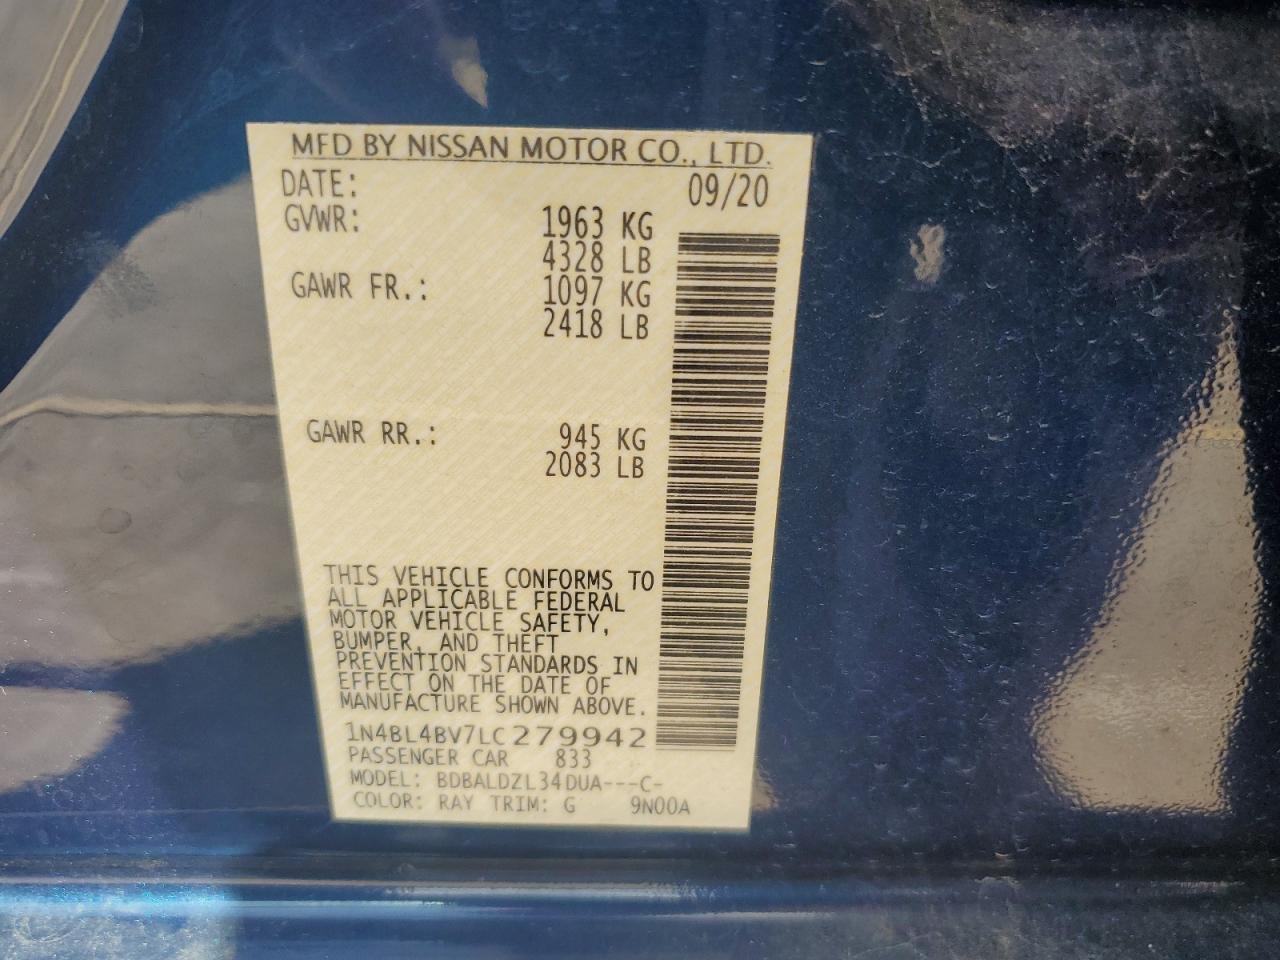 MFD BY NISSAN MOTOR CO., LTD.
DATE: 09/20
GVWR: 1963 KG
4328 LB
GAWR FR.: 1097 KG
2418 LB
GAWR RR.: 945 KG
2083 LB
THIS VEHICLE CONFORMS TO
ALL APPLICABLE FEDERAL
MOTOR VEHICLE SAFETY,
BUMPER, AND THEFT
PREVENTION STANDARDS IN
EFFECT ON THE DATE OF
MANUFACTURE SHOWN ABOVE.
1N4BL4BV7LC279942
PASSENGER CAR 833
MODEL: BDBALDZL34DUA---C-
COLOR: RAY TRIM: G 9N00A